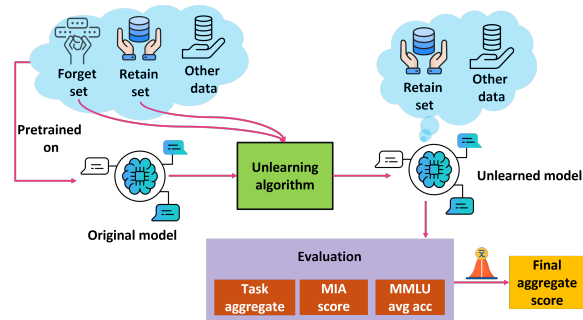 Forget
set
Retain
set
Other
data
Retain
set
Other
data
Pretrained
on
Unlearning
algorithm
Original model
Unlearned model
Evaluation
Task
aggregate
MIA
score
MMLU
avg acc
Final
aggregate
score